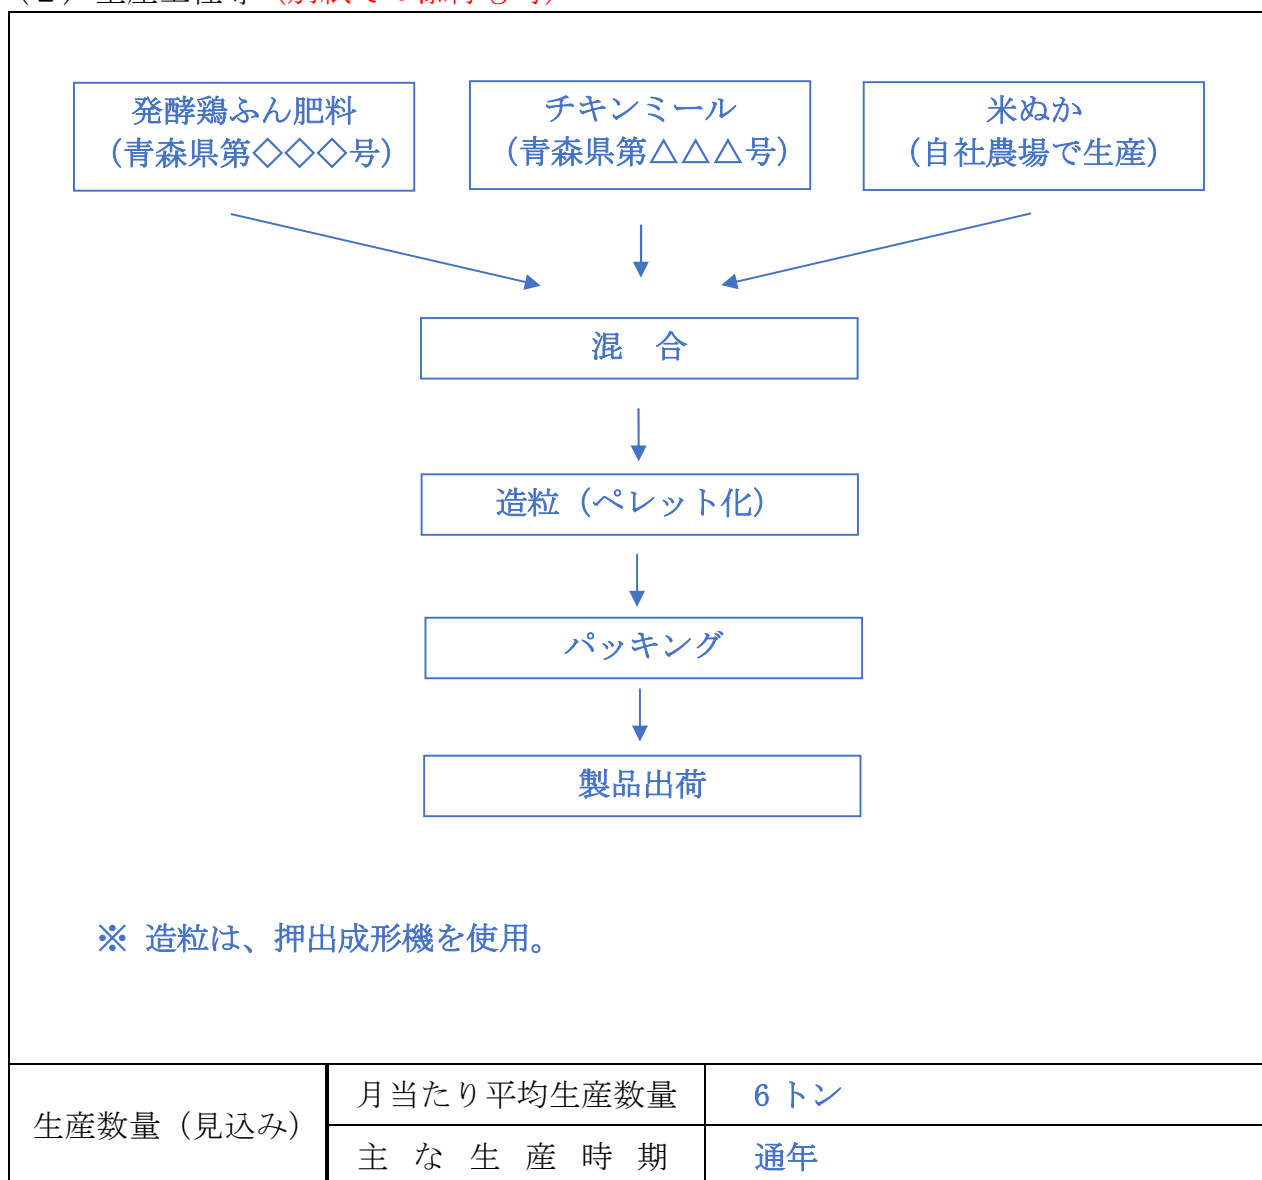 発酵鶏ふん肥料
（青森県第◇◇◇号）
チキンミール
（青森県第△△△号）
米ぬか
（自社農場で生産）
混　合
造粒（ペレット化）
パッキング
製品出荷
※ 造粒は、押出成形機を使用。
生産数量（見込み）
月当たり平均生産数量
6 トン
主 な 生 産 時 期
通年